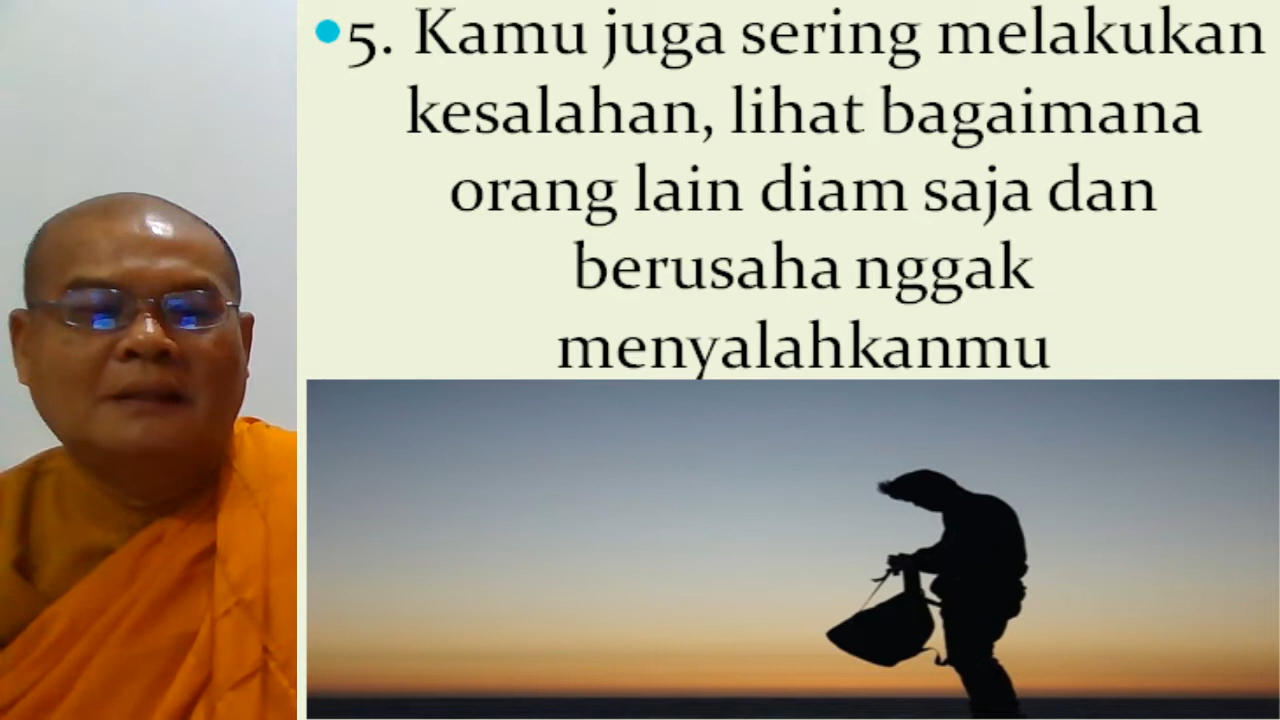 5. Kamu juga sering melakukan
kesalahan, lihat bagaimana
orang lain diam saja dan
berusaha nggak
menyalahkanmu